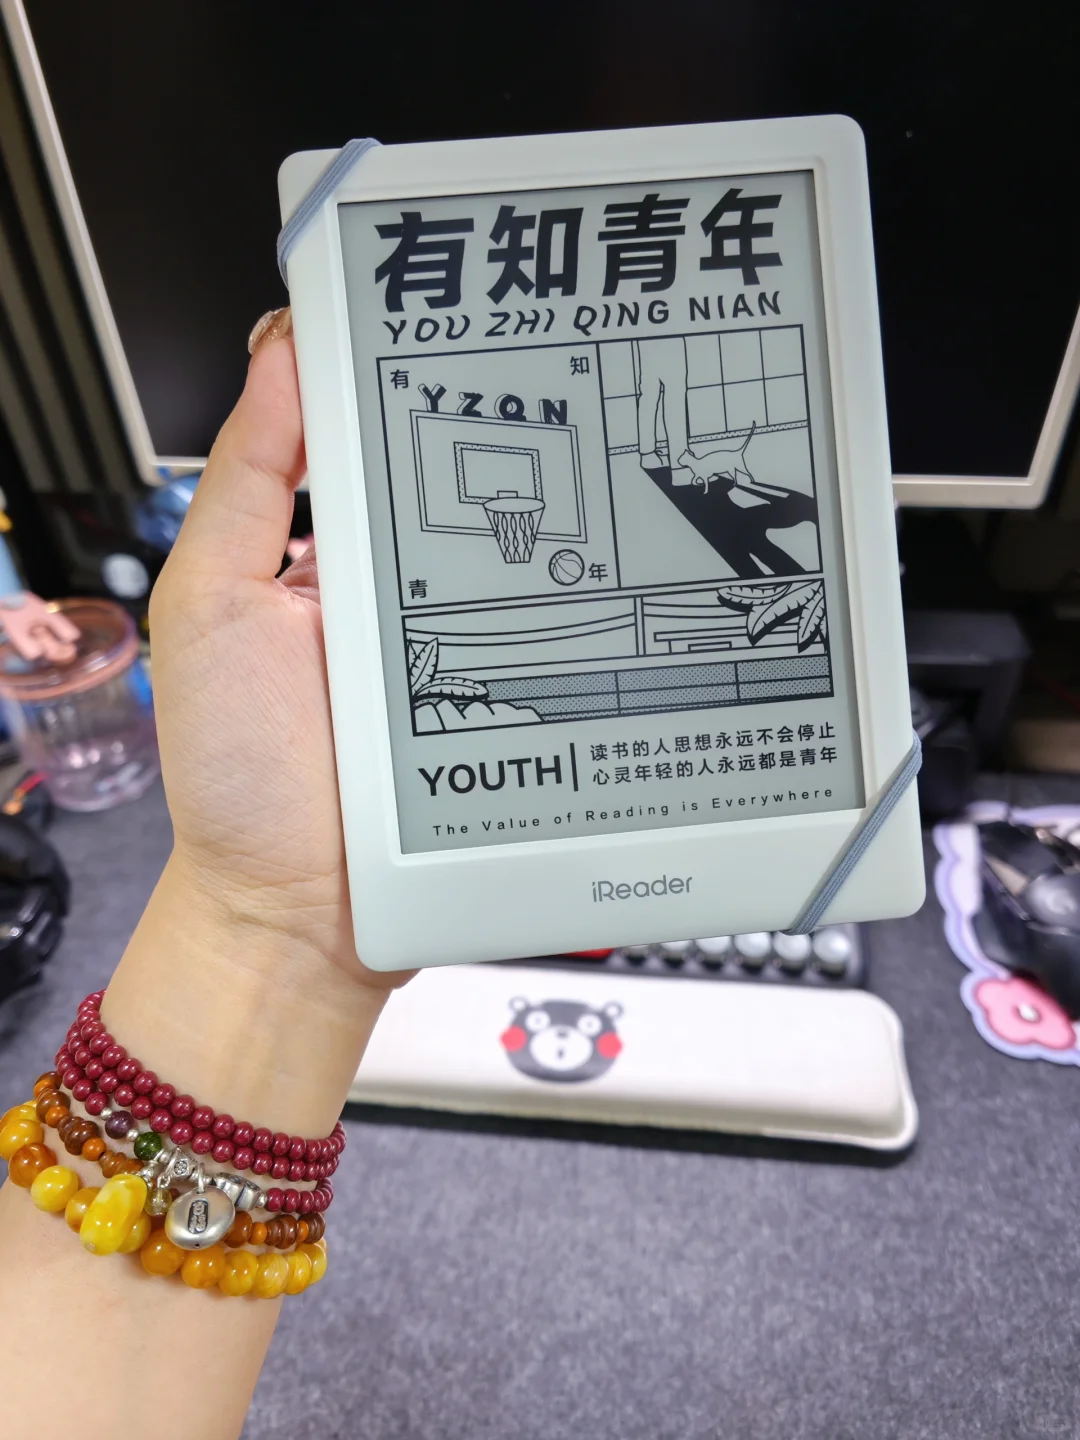 有知青年
YOU ZHI QING NIAN
有
知
YZQN
青
年
YOUTH
读书的人思想永远不会停止
心灵年轻的人永远都是青年
The Value of Reading is Everywhere
iReader